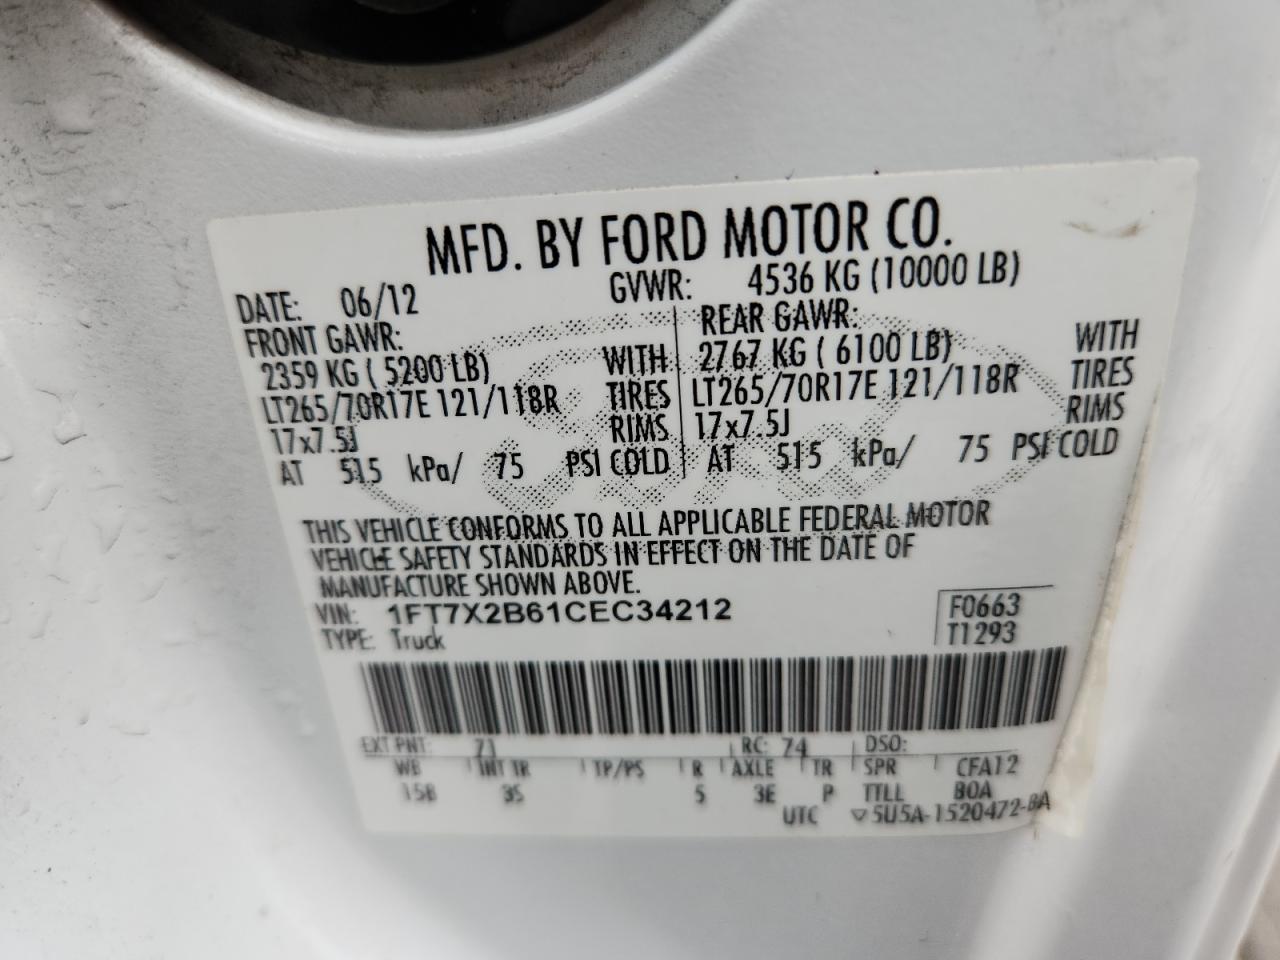 MFD. BY FORD MOTOR CO.
DATE: 06/12 GVWR: 4536 KG (10000 LB)
FRONT GAWR: REAR GAWR:
2359 KG ( 5200 LB) WITH 2767 KG ( 6100 LB) WITH
LT265/70R17E 121/118R TIRES LT265/70R17E 121/118R TIRES
17x7.5J RIMS 17x7.5J RIMS
AT 515 kPa/ 75 PSI COLD AT 515 kPa/ 75 PSI COLD
THIS VEHICLE CONFORMS TO ALL APPLICABLE FEDERAL MOTOR
VEHICLE SAFETY STANDARDS IN EFFECT ON THE DATE OF
MANUFACTURE SHOWN ABOVE.
VIN: 1FT7X2B61CEC34212 F0663
TYPE: Truck T1293
EXT PNT: 71 RC: 74 DSO:
WB INT TR TP/PS R AXLE TR SPR CFA12
158 3S 5 3E P TTLL BOA
UTC ▽5U5A-1520472-BA